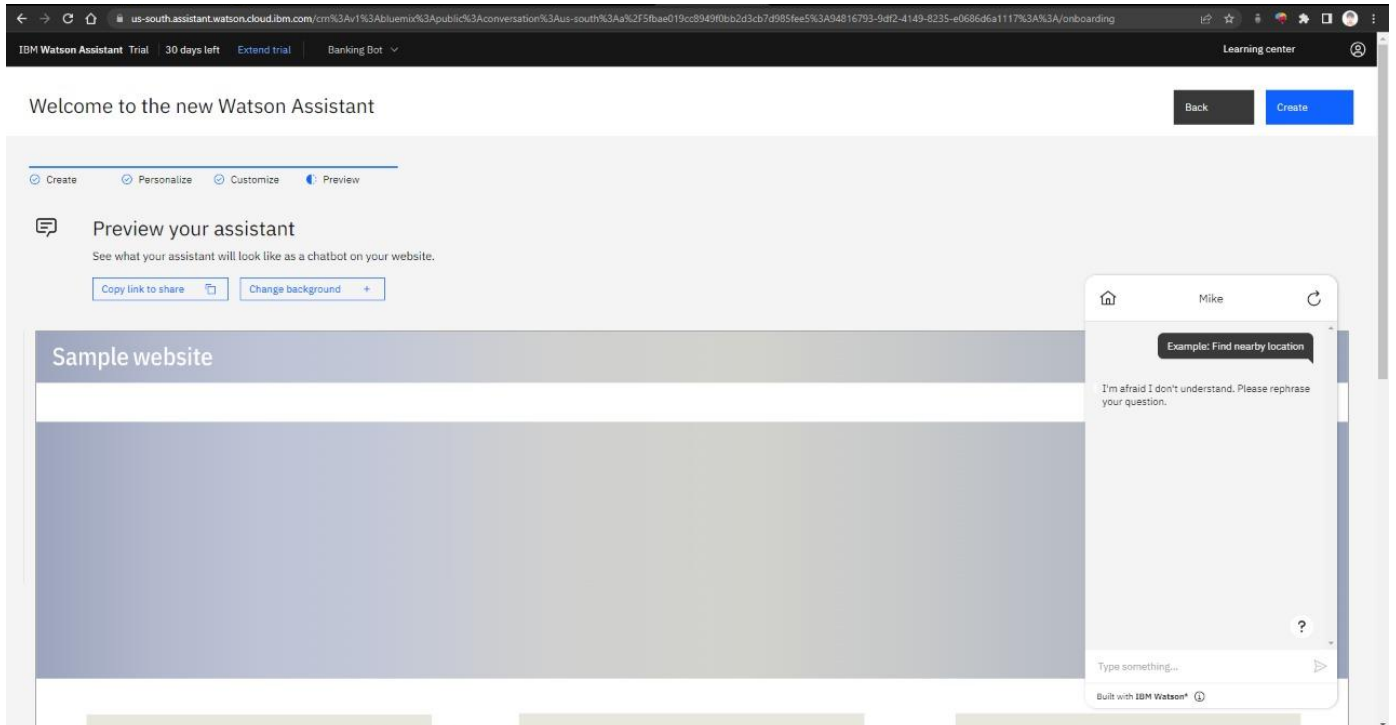 us-south.assistant.watson.cloud.ibm.com/crn%3Av1%3Abluemix%3Apublic%3Aconversation%3Aus-south%3Aa%2F5fbae019cc8949f0bb2d3cb7d985fee5%3A94816793-9df2-4149-8235-e0686d6a1117%3A%3A/onboarding
IBM Watson Assistant Trial 30 days left Extend trial Banking Bot Learning center
Welcome to the new Watson Assistant
Back Create
Create Personalize Customize Preview
Preview your assistant
See what your assistant will look like as a chatbot on your website.
Copy link to share Change background +
Mike
Sample website
Example: Find nearby location
I'm afraid I don't understand. Please rephrase
your question.
?
Type something...
Built with IBM Watson®